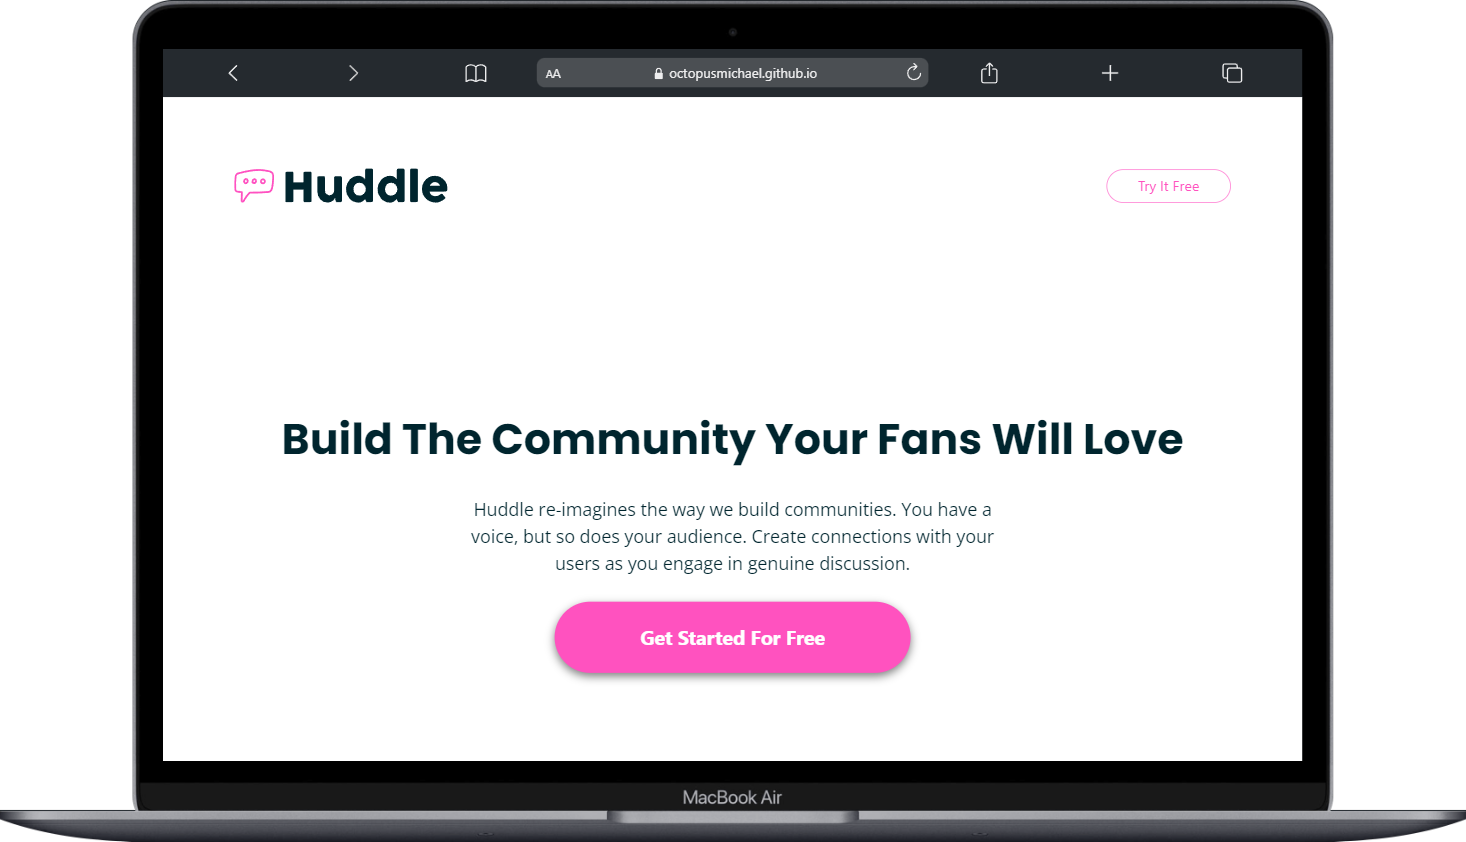 AA octopusmichael.github.io
Huddle
Try It Free
Build The Community Your Fans Will Love
Huddle re-imagines the way we build communities. You have a
voice, but so does your audience. Create connections with your
users as you engage in genuine discussion.
Get Started For Free
MacBook Air